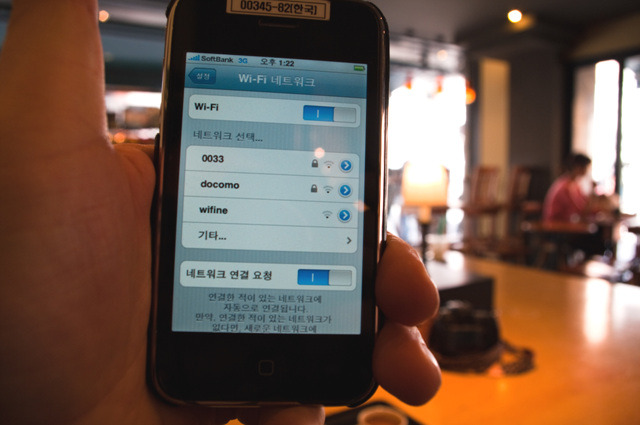 00345-82[한국]
SoftBank 3G 오후 1:22
설정 Wi-Fi 네트워크
Wi-Fi
네트워크 선택...
0033
docomo
wifine
기타...
네트워크 연결 요청
연결한 적이 있는 네트워크에
자동으로 연결됩니다.
만약, 연결한 적이 있는 네트워크가
없다면, 새로운 네트워크에